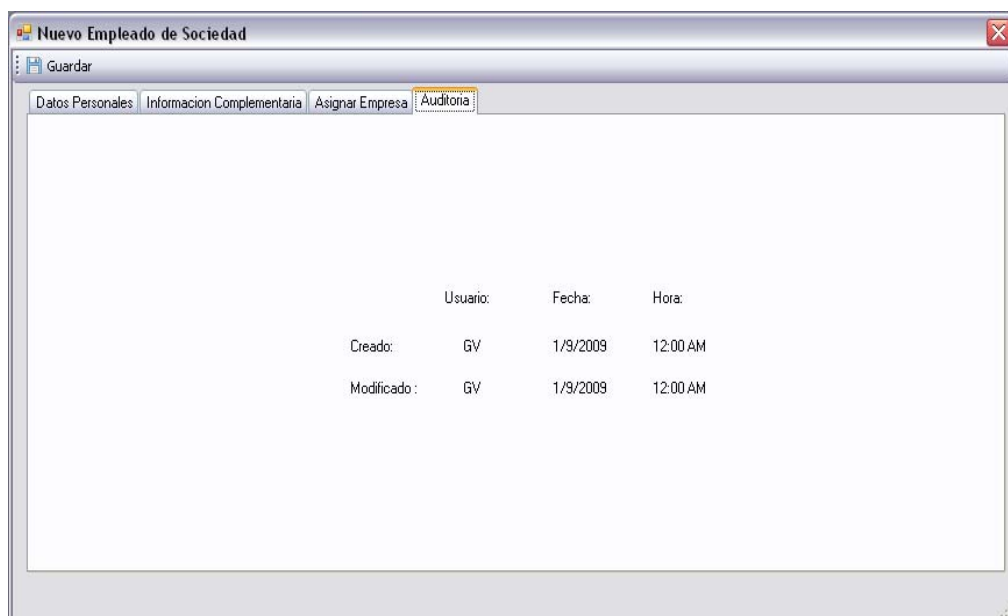 Nuevo Empleado de Sociedad
Guardar
Datos Personales Informacion Complementaria Asignar Empresa Auditoria
Usuario: Fecha: Hora:
Creado: GV 1/9/2009 12:00 AM
Modificado : GV 1/9/2009 12:00 AM